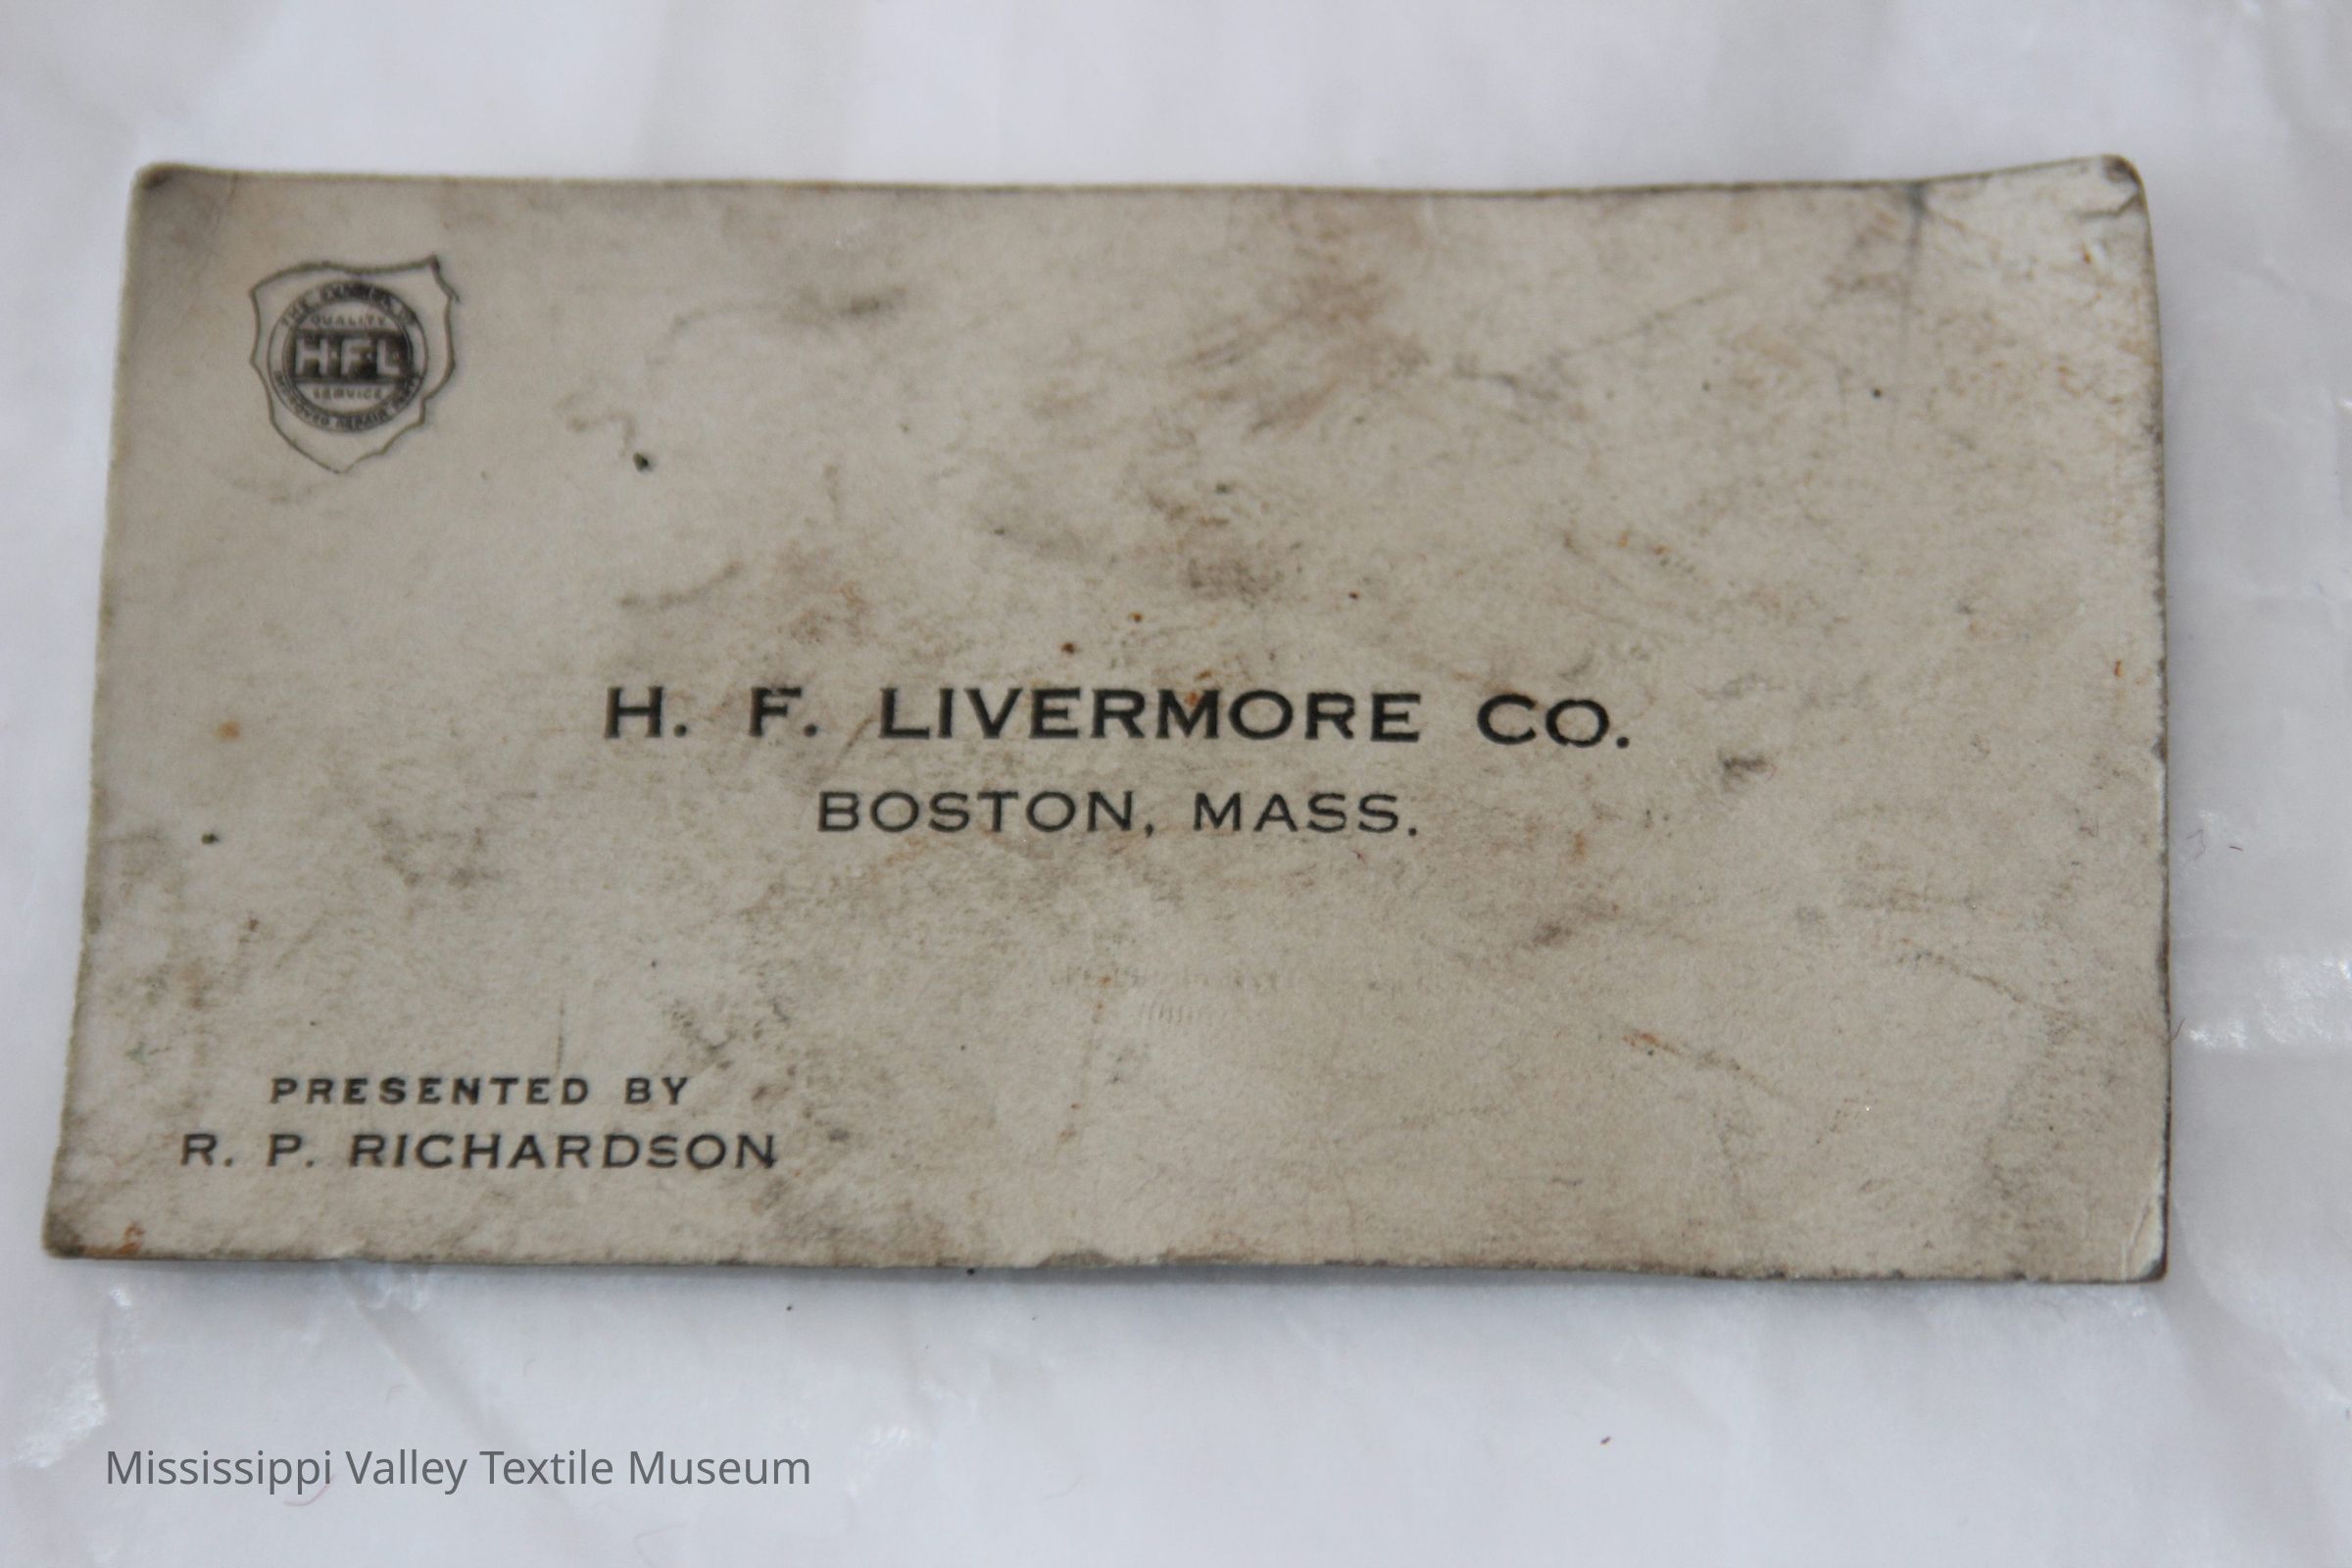 QUALITY
H.F.L
SERVICE
H. F. LIVERMORE CO.
BOSTON, MASS.
PRESENTED BY
R. P. RICHARDSON
Mississippi Valley Textile Museum